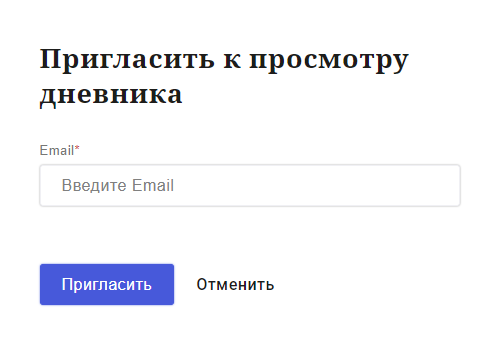 Пригласить к просмотру
дневника
Email*
Введите Email
Пригласить Отменить